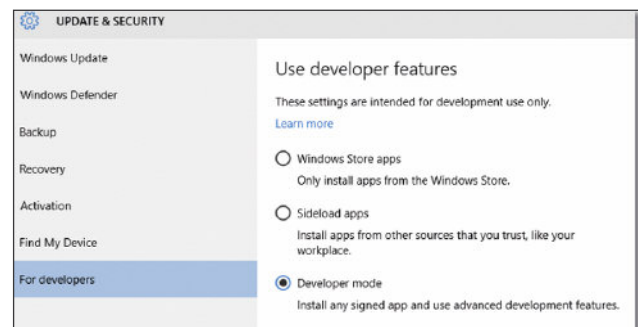 UPDATE & SECURITY
Windows Update
Windows Defender
Backup
Recovery
Activation
Find My Device
For developers
Use developer features
These settings are intended for development use only.
Learn more
Windows Store apps
Only install apps from the Windows Store.
Sideload apps
Install apps from other sources that you trust, like your
workplace.
Developer mode
Install any signed app and use advanced development features.